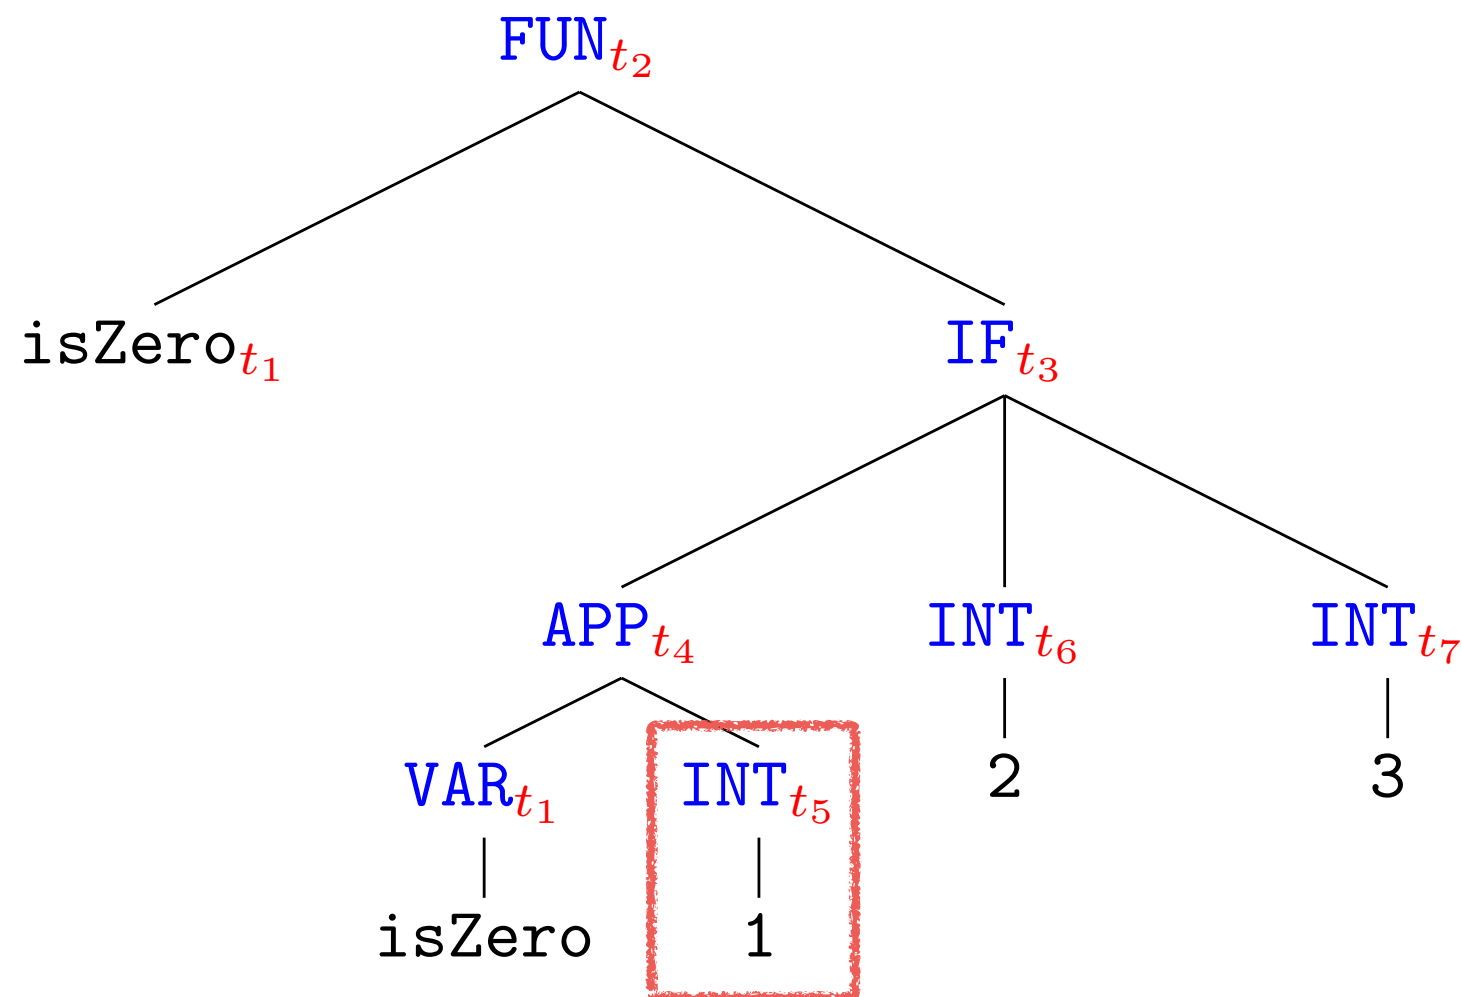 FUNt₂
isZerot₁ IFt₃
APPt₄ INTt₆ INTt₇
VARt₁ INTt₅ 2 3
isZero 1